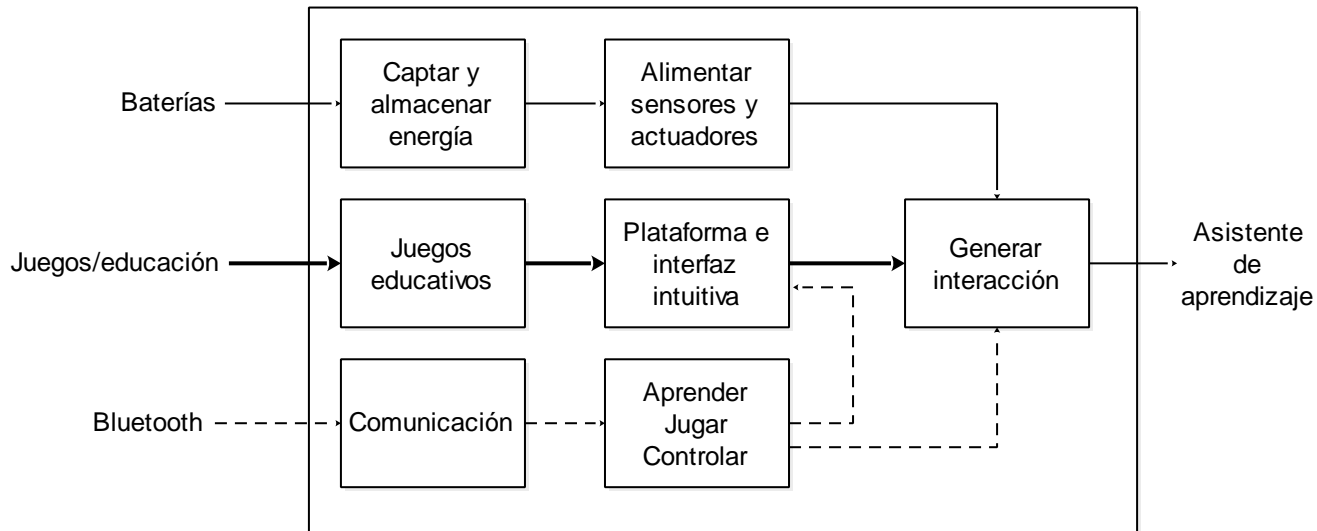 Baterías
Captar y
almacenar
energía
Alimentar
sensores y
actuadores
Juegos/educación
Juegos
educativos
Plataforma e
interfaz
intuitiva
Generar
interacción
Asistente
de
aprendizaje
Bluetooth
Comunicación
Aprender
Jugar
Controlar